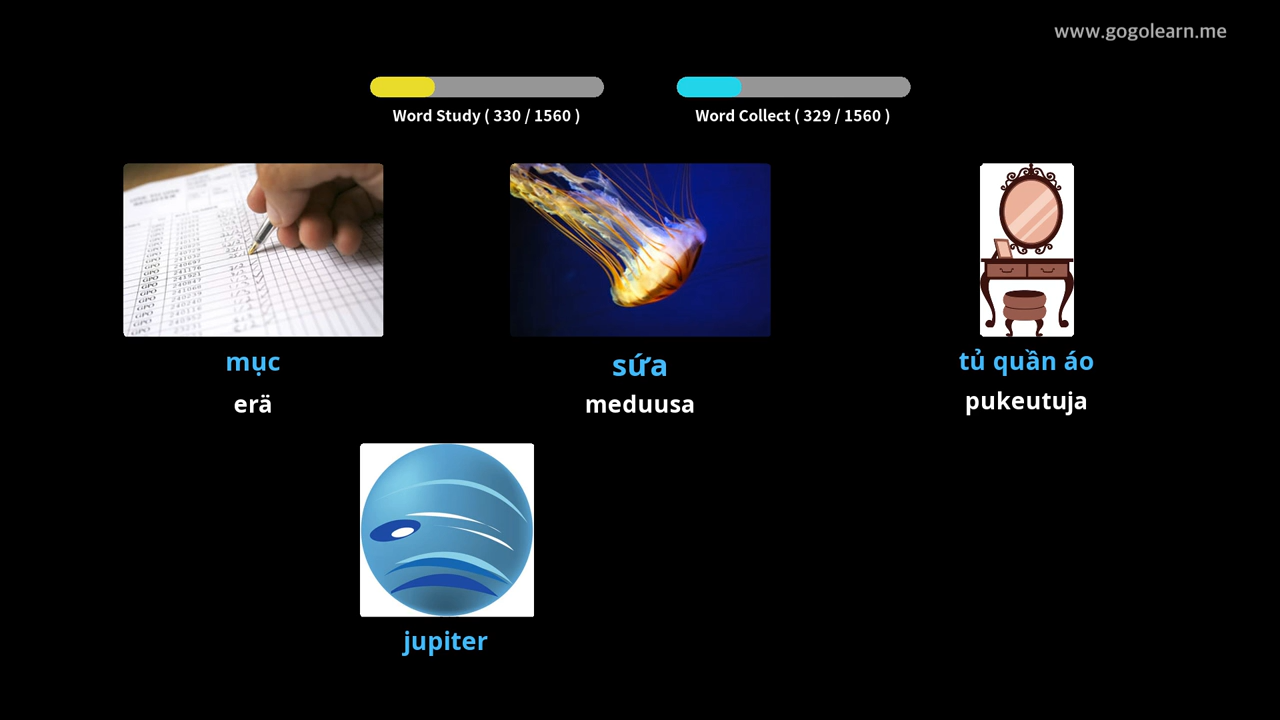 www.gogolearn.me
Word Study ( 330 / 1560 )
Word Collect ( 329 / 1560 )
mục
sứa
tủ quần áo
erä
meduusa
pukeutuja
jupiter